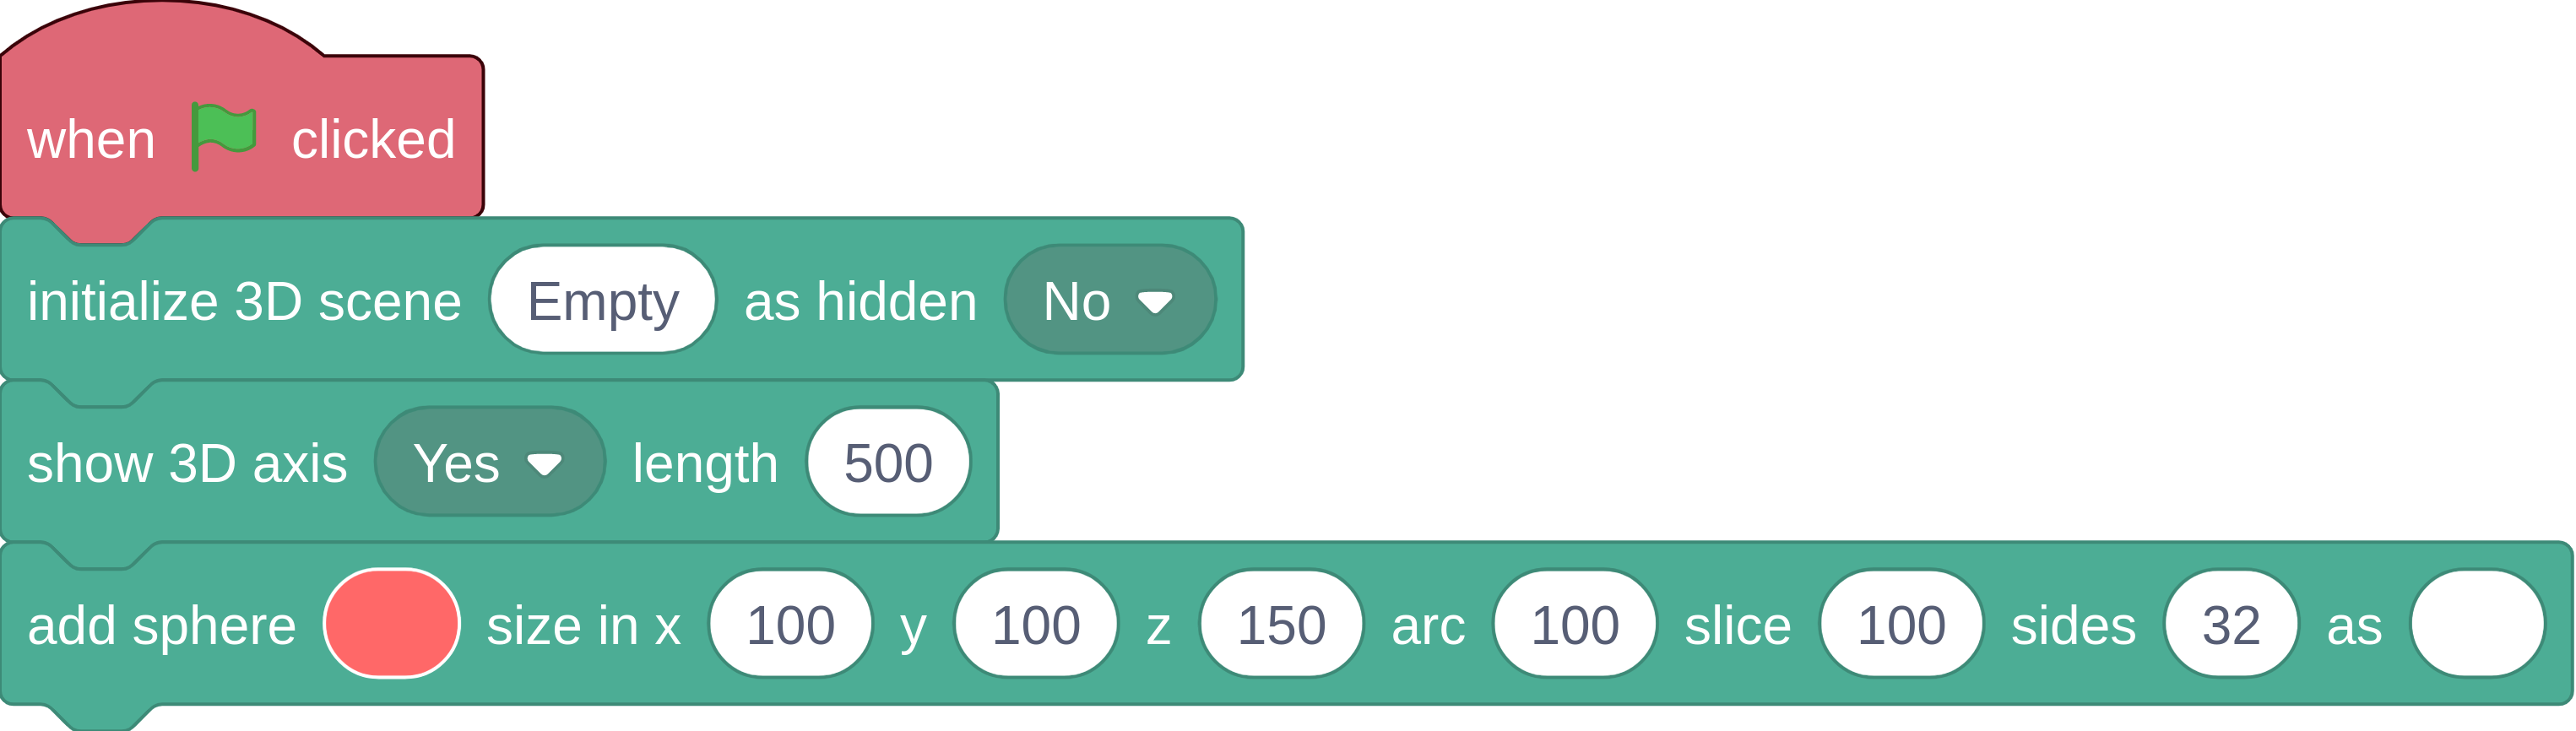 when clicked
initialize 3D scene Empty as hidden No
show 3D axis Yes length 500
add sphere size in x 100 y 100 z 150 arc 100 slice 100 sides 32 as